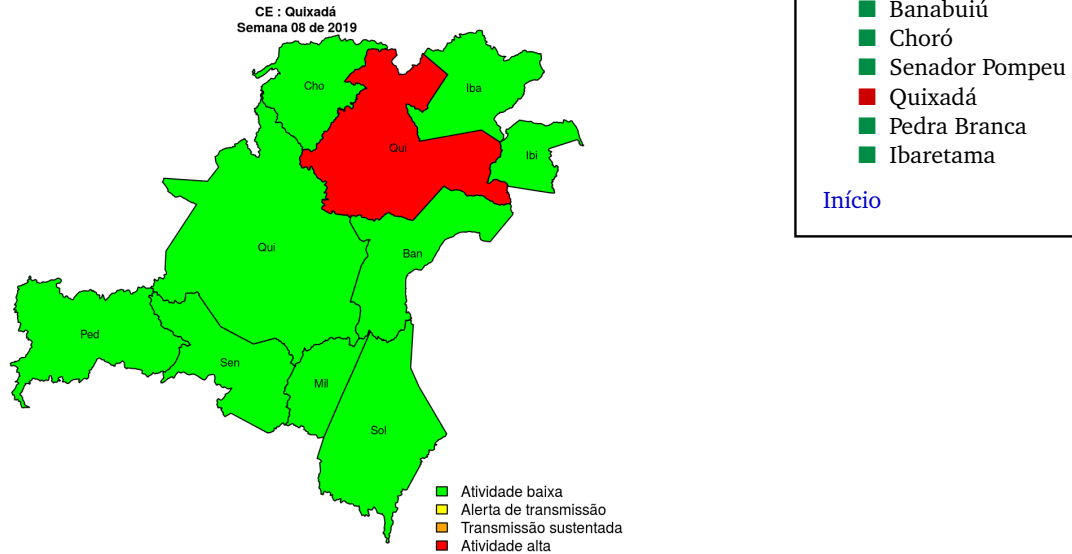 CE : Quixadá
Semana 08 de 2019
Cho
Iba
Qui
Ibi
Qui
Ban
Ped
Sen
Mil
Sol
Atividade baixa
Alerta de transmissão
Transmissão sustentada
Atividade alta
Banabuiú
Choró
Senador Pompeu
Quixadá
Pedra Branca
Ibaretama
Início